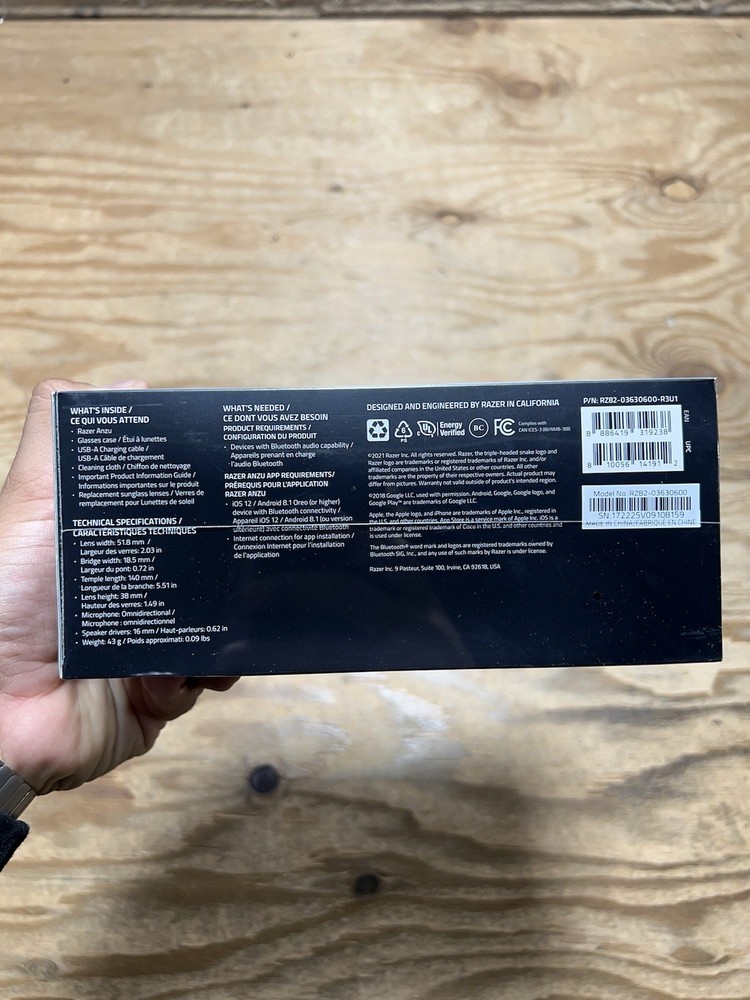 WHAT'S INSIDE /
CE QUI VOUS ATTEND
• Razer Anzu
• Glasses case / Étui à lunettes
• USB-A Charging cable /
USB-A Câble de chargement
• Cleaning cloth / Chiffon de nettoyage
• Important Product Information Guide /
Informations importantes sur le produit
• Replacement sunglass lenses / Verres de
remplacement pour Lunettes de soleil
TECHNICAL SPECIFICATIONS /
CARACTÉRISTIQUES TECHNIQUES
• Lens width: 51.8 mm /
Largeur des verres: 2.03 in
• Bridge width: 18.5 mm /
Largeur du pont: 0.72 in
• Temple length: 140 mm /
Longueur de la branche: 5.51 in
• Lens height: 38 mm /
Hauteur des verres: 1.49 in
• Microphone: Omnidirectional /
Microphone : omnidirectionnel
• Speaker drivers: 16 mm / Haut-parleurs: 0.62 in
• Weight: 43 g / Poids approximati: 0.09 lbs
WHAT'S NEEDED /
CE DONT VOUS AVEZ BESOIN
PRODUCT REQUIREMENTS /
CONFIGURATION DU PRODUIT
• Devices with Bluetooth audio capability /
Appareils prenant en charge
l'audio Bluetooth
RAZER ANZU APP REQUIREMENTS/
PRÉREQUIS POUR L'APPLICATION
RAZER ANZU
• iOS 12 / Android 8.1 Oreo (or higher)
device with Bluetooth connectivity /
Appareil iOS 12 / Android 8.1 (ou version
ultérieure) avec connectivité Bluetooth
• Internet connection for app installation /
Connexion Internet pour l'installation
de l'application
DESIGNED AND ENGINEERED BY RAZER IN CALIFORNIA
6
PS
UL
Energy
Verified
BC
FC
Complies with
CAN ICES-3 (B)/NMB-3(B)
©2021 Razer Inc. All rights reserved. Razer, the triple-headed snake logo and
Razer logo are trademarks or registered trademarks of Razer Inc. and/or
affiliated companies in the United States or other countries. All other
trademarks are the property of their respective owners. Actual product may
differ from pictures. Warranty not valid outside of product's intended region.
©2018 Google LLC, used with permission. Android, Google, Google logo, and
Google Play™ are trademarks of Google LLC.
Apple, the Apple logo, and iPhone are trademarks of Apple Inc., registered in
the U.S. and other countries. App Store is a service mark of Apple Inc. iOS is a
trademark or registered trademark of Cisco in the U.S. and other countries and
is used under license.
The Bluetooth® word mark and logos are registered trademarks owned by
Bluetooth SIG, Inc., and any use of such marks by Razer is under license.
Razer Inc. 9 Pasteur, Suite 100, Irvine, CA 92618, USA
P/N: RZ82-03630600-R3U1
EAN
8 886419 319238
UPC
8 10056 14191 2
Model No: RZ82-03630600
SN:172225V09108159
MADE IN CHINA/FABRIQUÉ EN CHINE